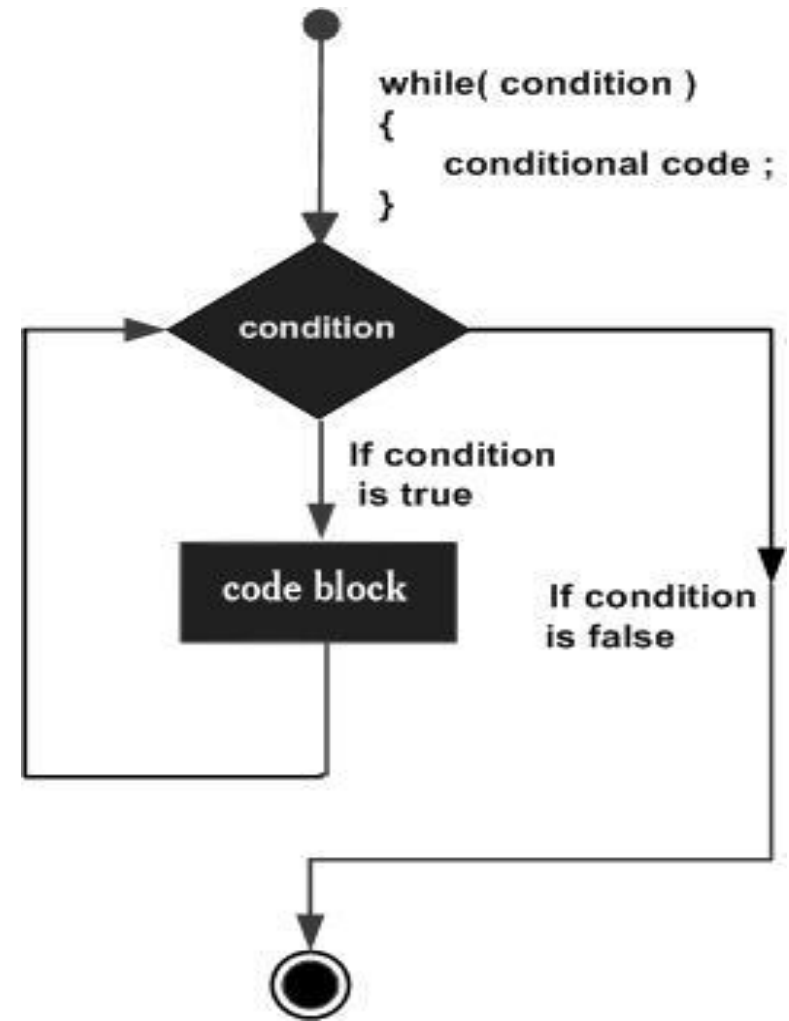 while( condition )
{
conditional code ;
}
condition
If condition
is true
code block
If condition
is false